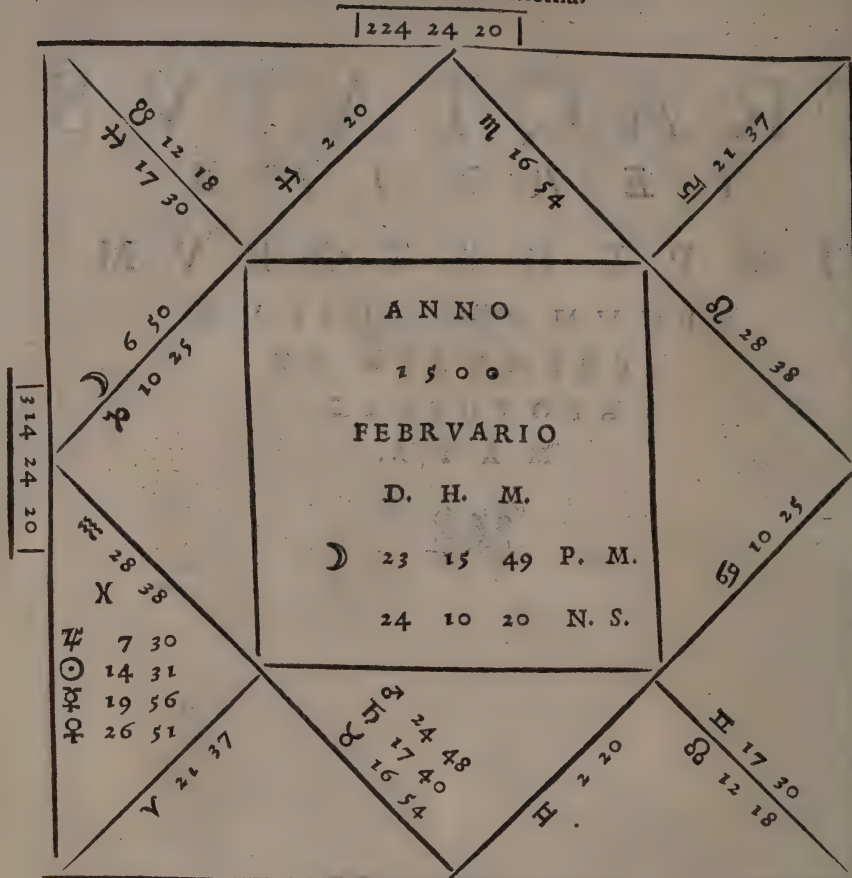 224 24 20
☋ 12 18
♐ 17 30
♐ 2 20
♏ 16 54
♎ 21 37
♌ 28 38
☽ 6 50
♑ 10 25
314 24 20
ANNO
1500
FEBRVARIO
D. H. M.
☽ 23 15 49 P. M.
24 10 20 N. S.
♋ 10 25
♒ 28 38
♓
♃ 7 30
☉ 14 31
☿ 19 56
♀ 26 51
♈ 21 37
♂ 24 48
♄ 17 40
♉ 16 54
♊ 2 20
♊ 17 30
☊ 12 18